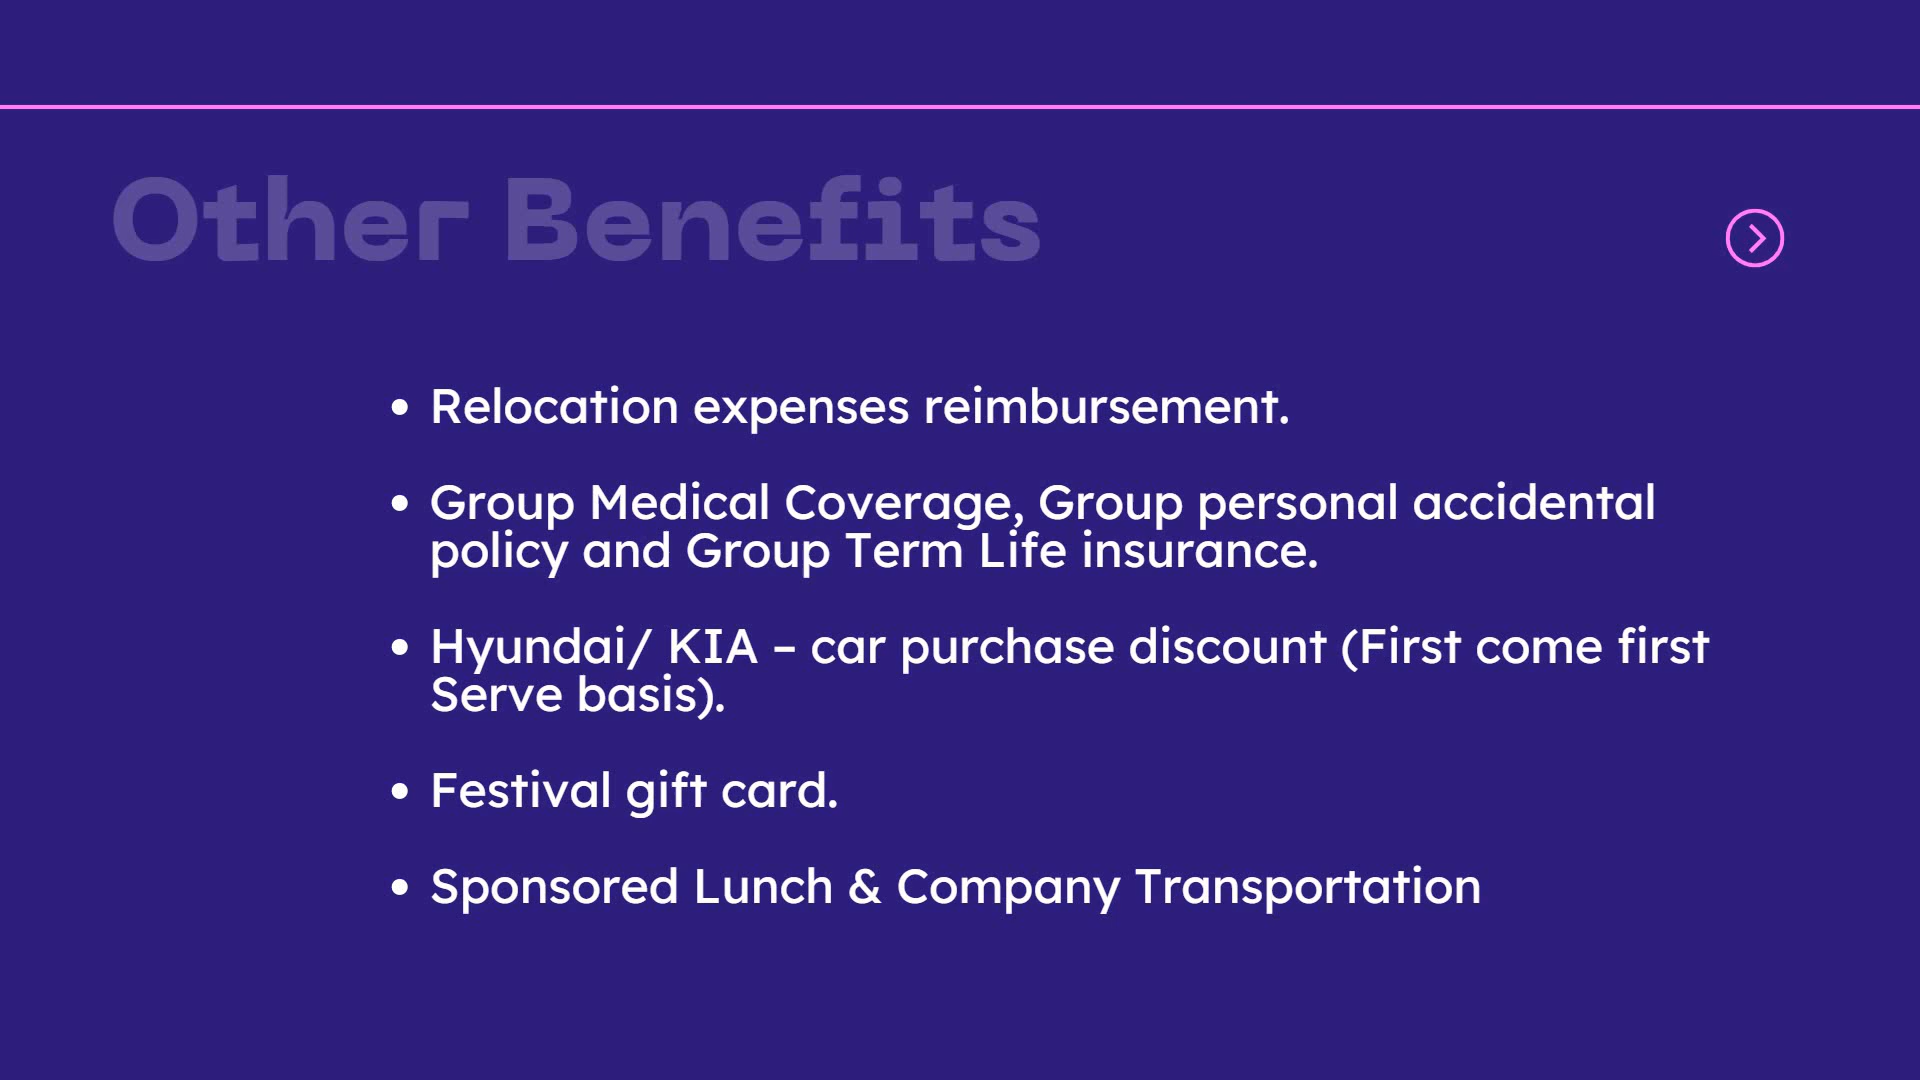 Other Benefits
• Relocation expenses reimbursement.
• Group Medical Coverage, Group personal accidental
policy and Group Term Life insurance.
• Hyundai/ KIA – car purchase discount (First come first
Serve basis).
• Festival gift card.
• Sponsored Lunch & Company Transportation